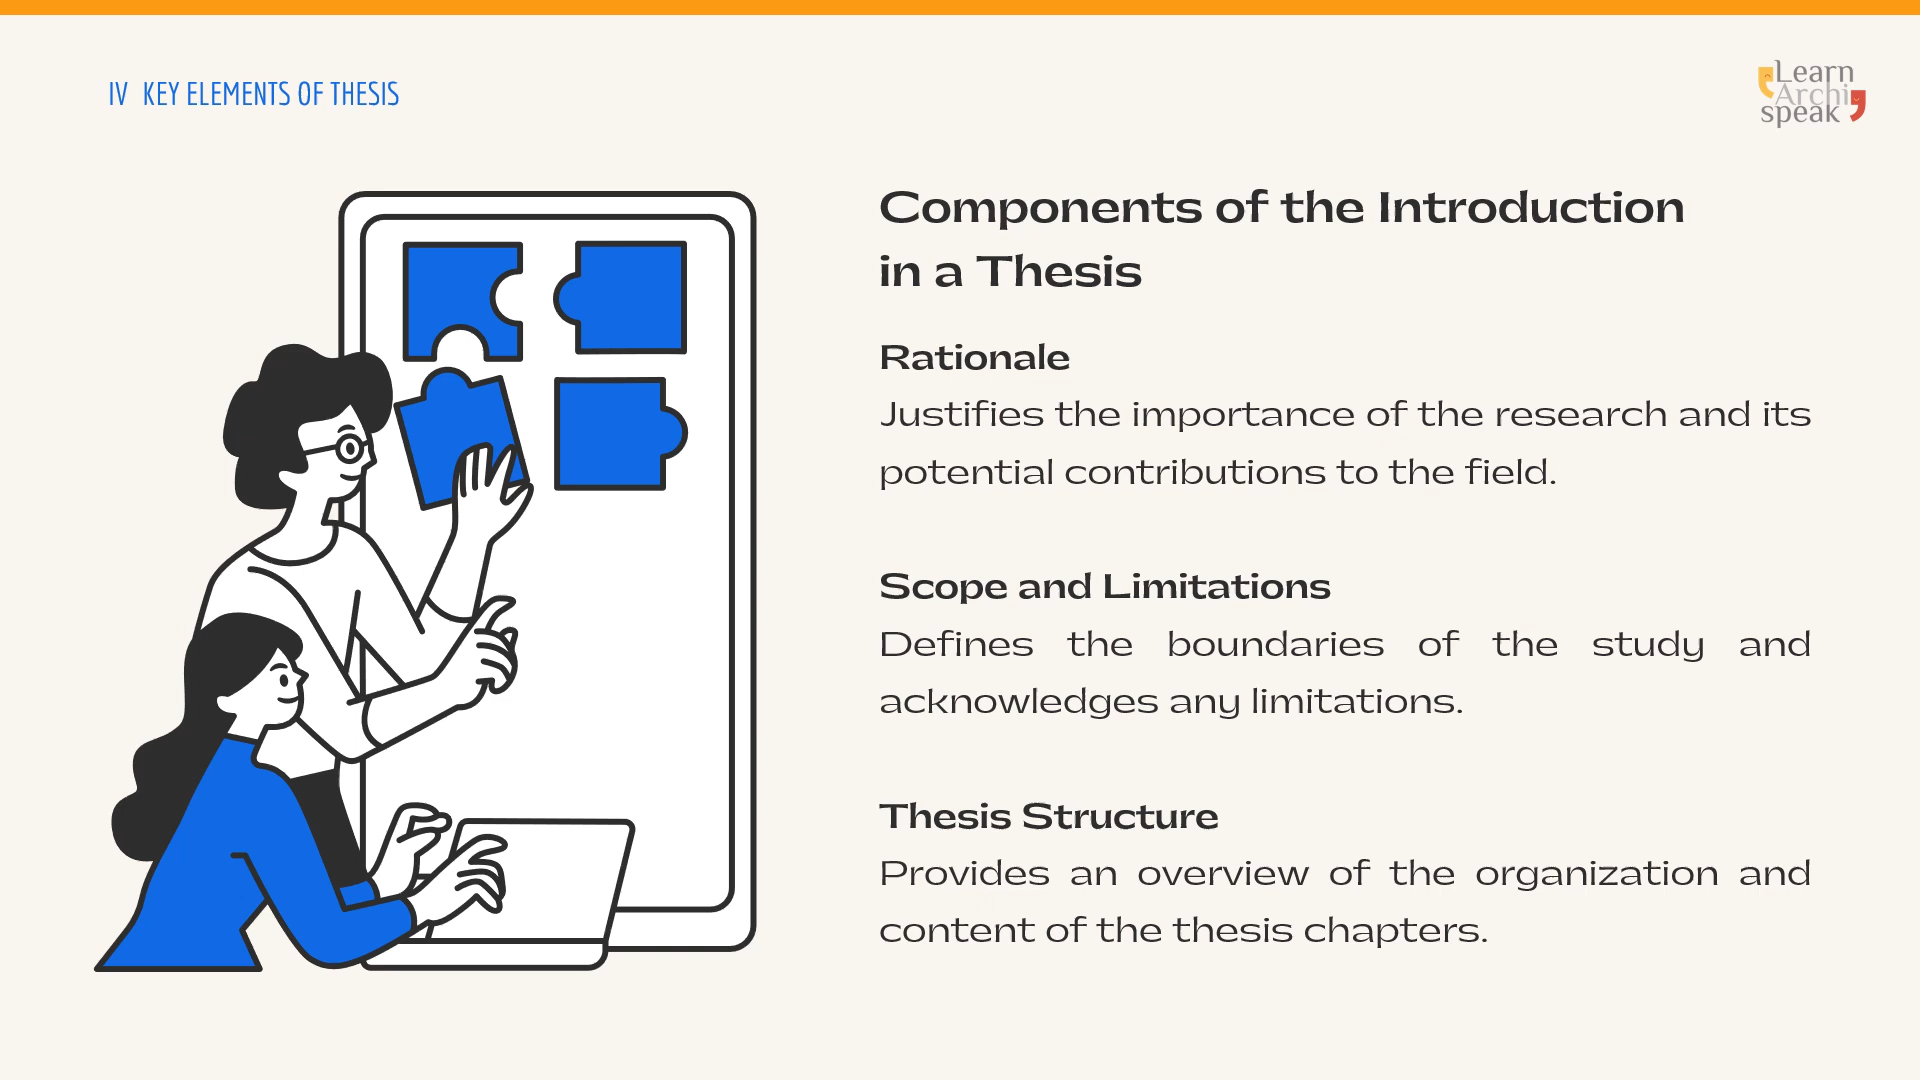 IV KEY ELEMENTS OF THESIS
Learn
Archi
speak
Components of the Introduction
in a Thesis
Rationale
Justifies the importance of the research and its
potential contributions to the field.
Scope and Limitations
Defines the boundaries of the study and
acknowledges any limitations.
Thesis Structure
Provides an overview of the organization and
content of the thesis chapters.